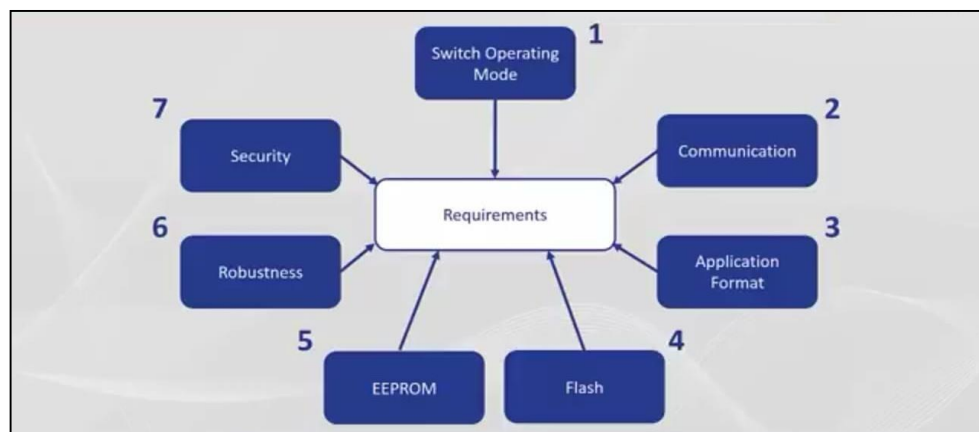 1
Switch Operating
Mode
7
2
Security
Communication
Requirements
6
3
Robustness
Application
Format
5
4
EEPROM
Flash